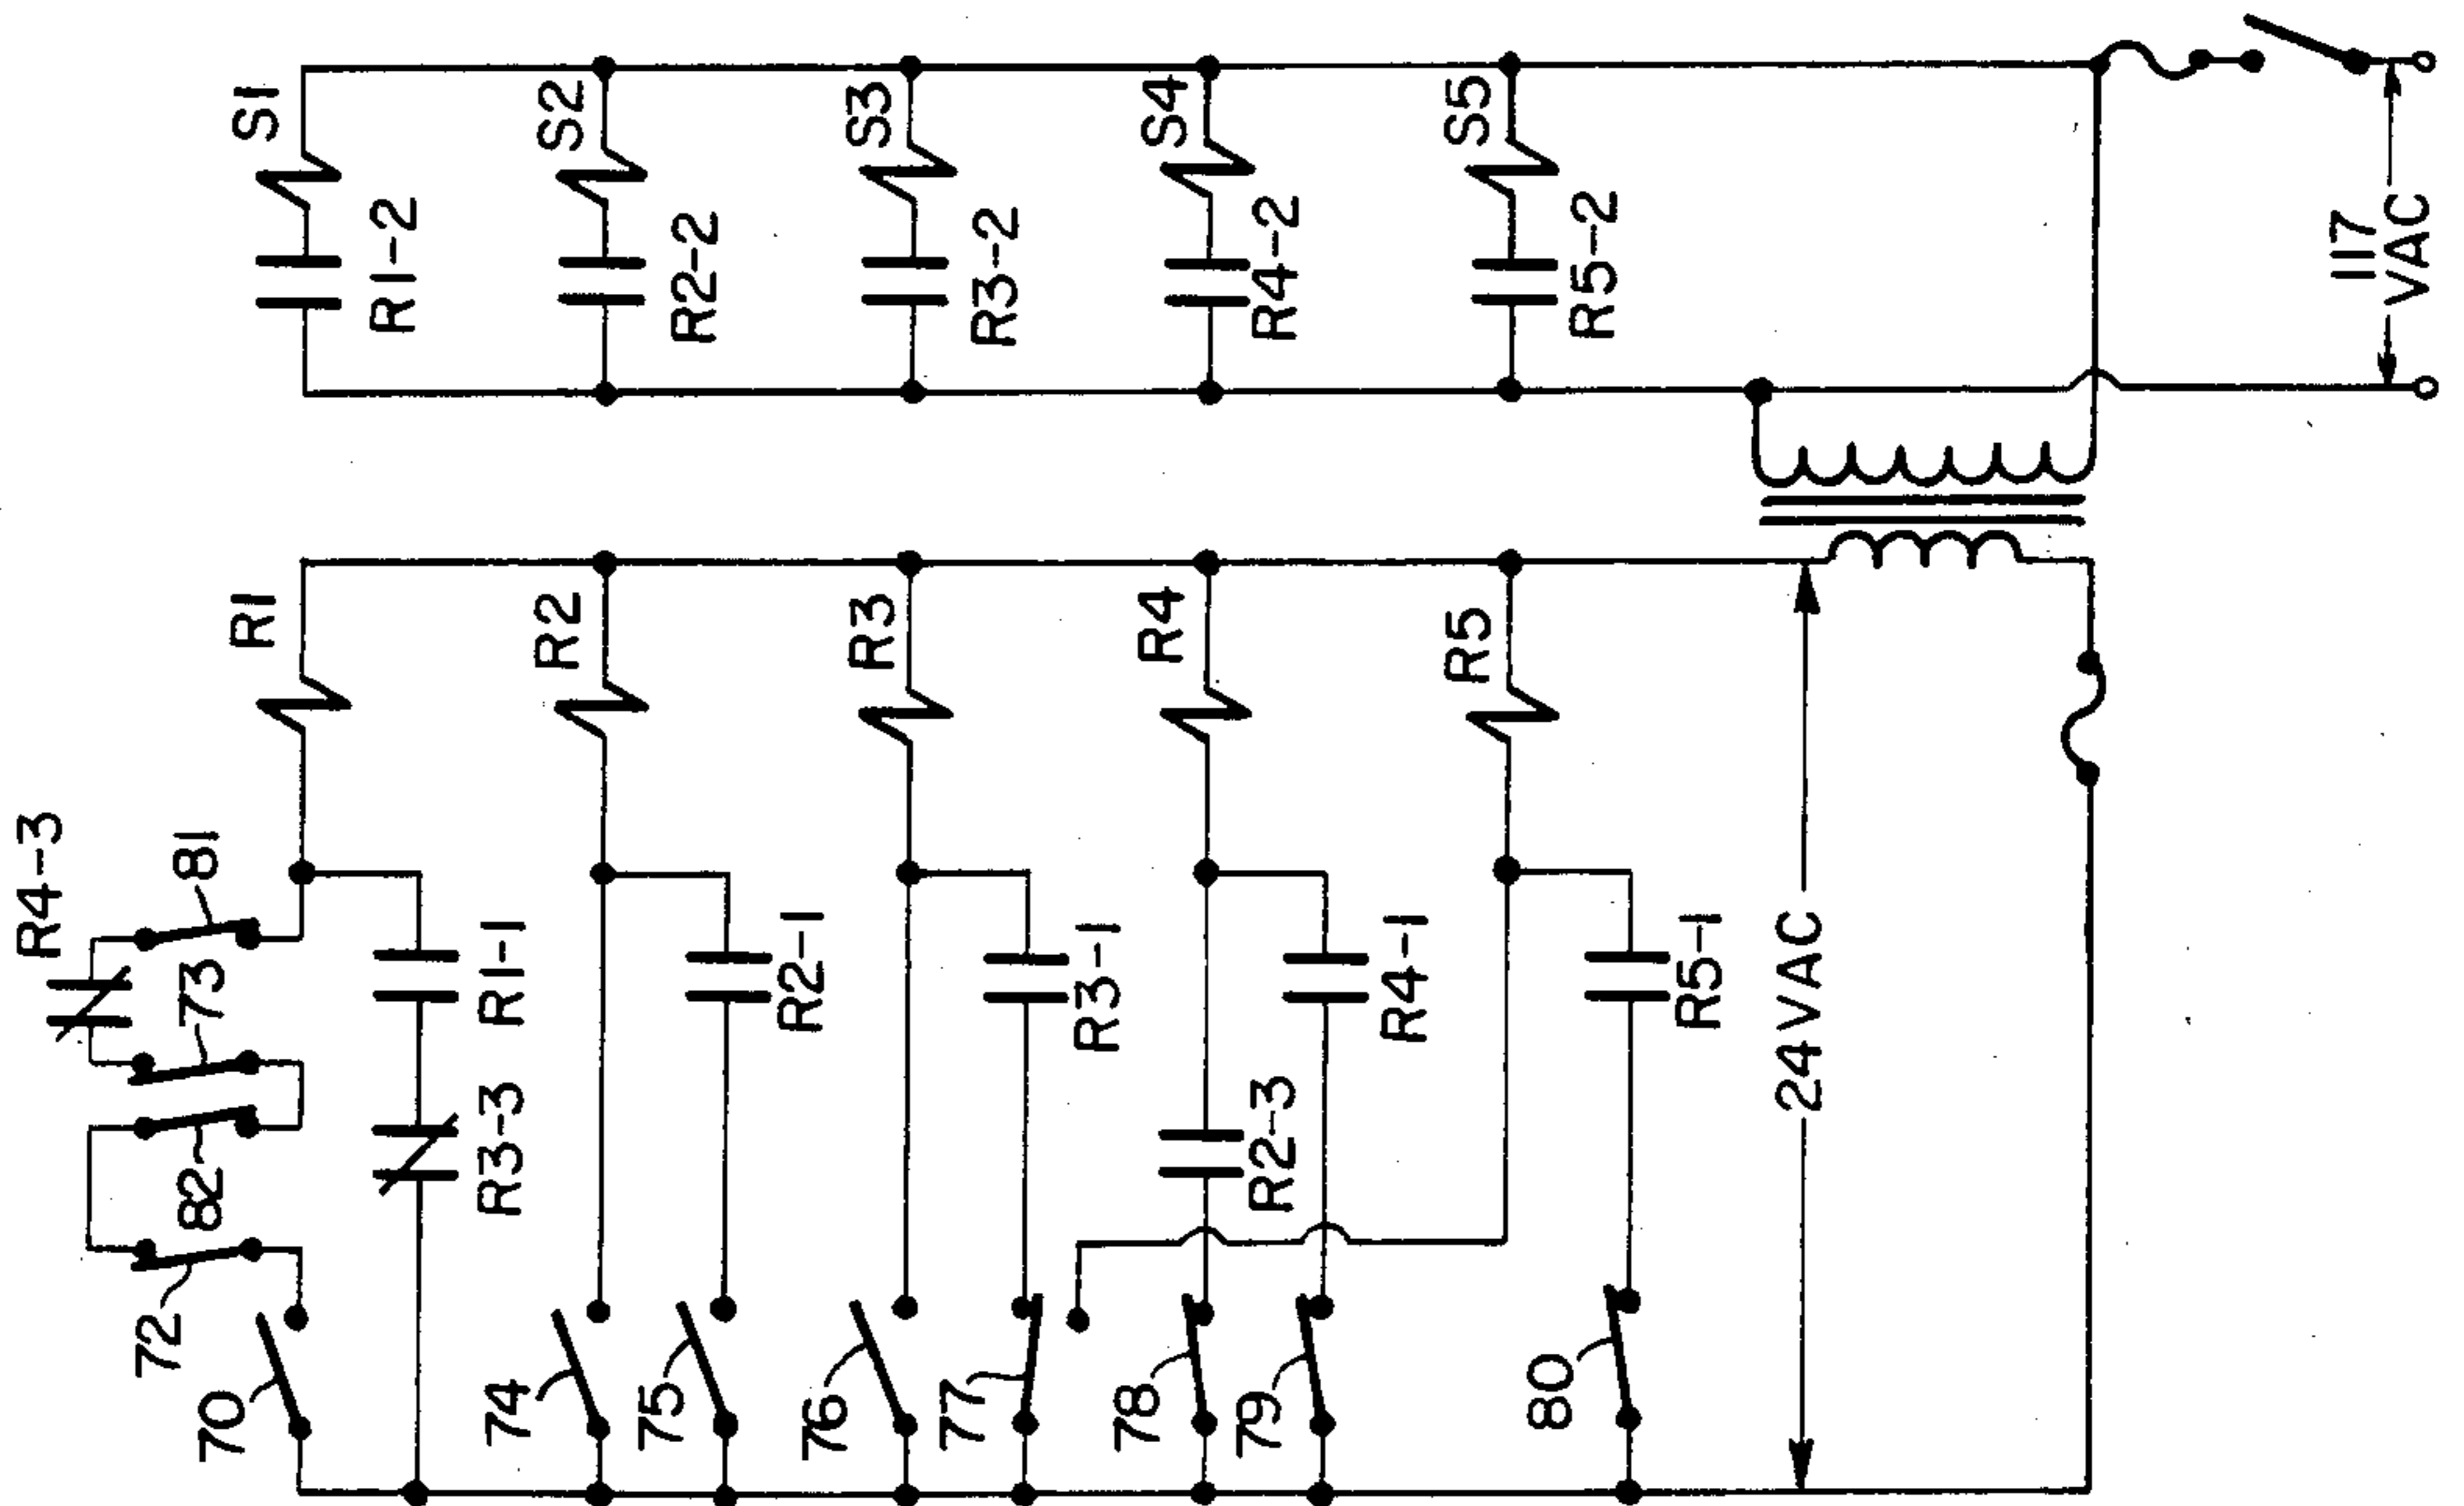 S1
R1-2
S2
R2-2
S3
R3-2
S4
R4-2
S5
R5-2
117
VAC
R1
R2
R3
R4
R5
R4-3
81
73
82
72
70
R1-1
R3-3
74
R2-1
75
76
R3-1
77
R2-3
78
R4-1
79
R5-1
80
24VAC